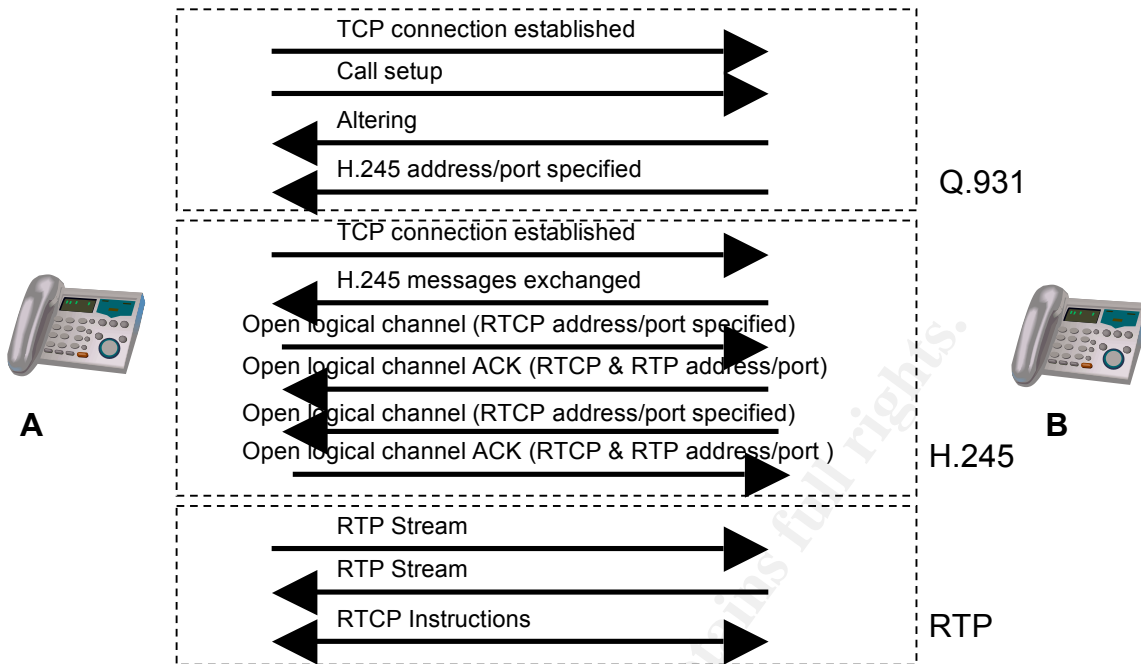 TCP connection established
Call setup
Altering
H.245 address/port specified
Q.931
TCP connection established
H.245 messages exchanged
Open logical channel (RTCP address/port specified)
Open logical channel ACK (RTCP & RTP address/port)
Open logical channel (RTCP address/port specified)
Open logical channel ACK (RTCP & RTP address/port )
A
B
H.245
RTP Stream
RTP Stream
RTCP Instructions
RTP
full rights.